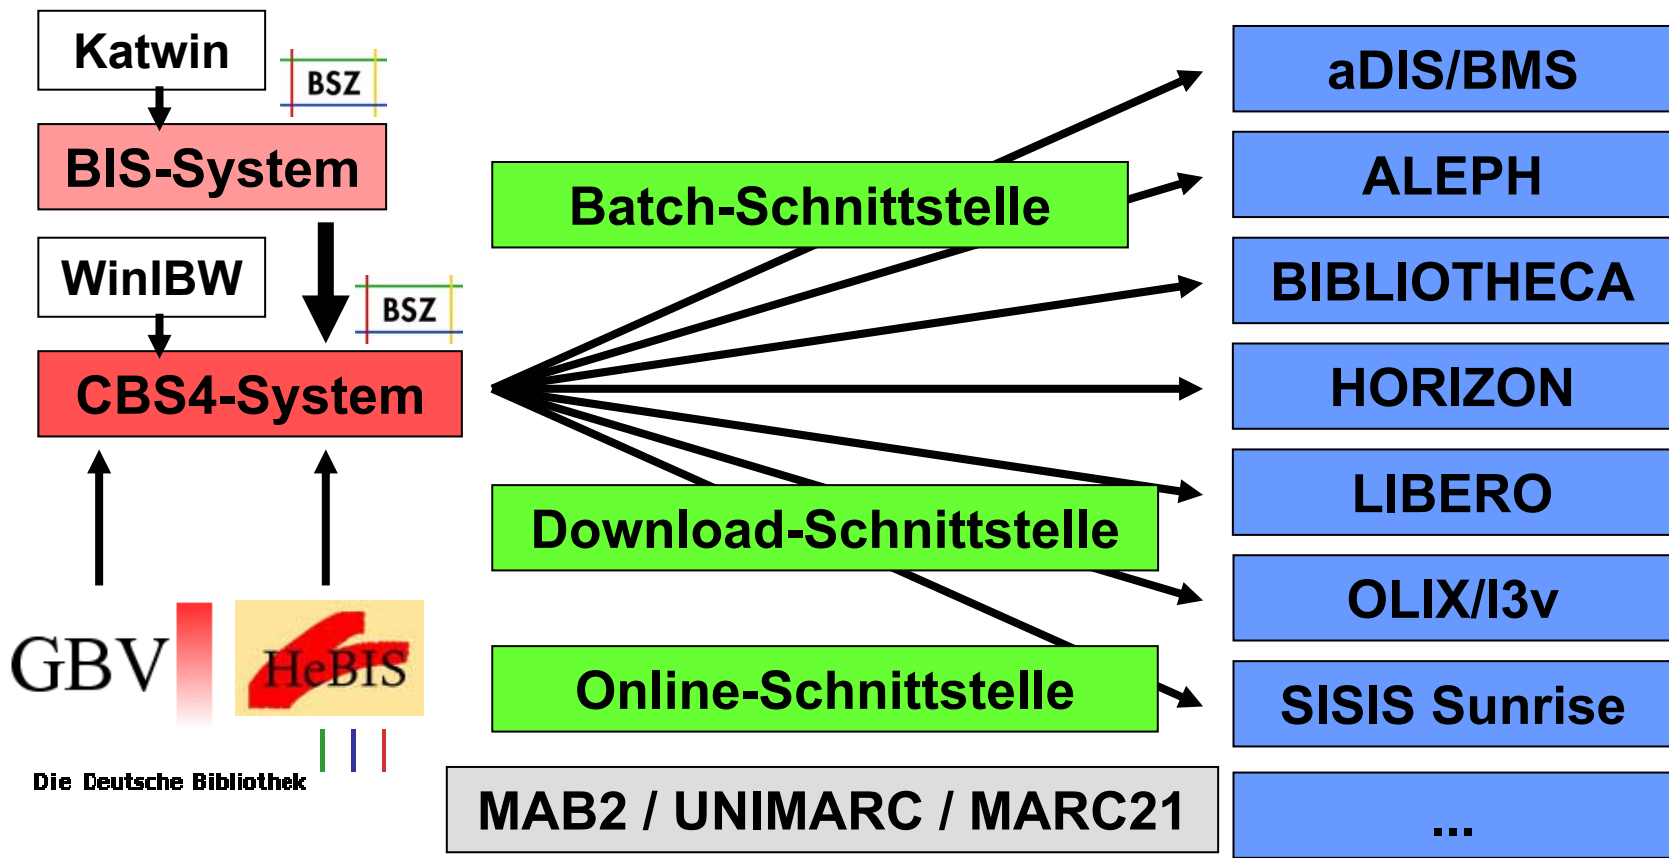 Katwin
BSZ
BIS-System
WinIBW
BSZ
CBS4-System
GBV
HeBIS
Die Deutsche Bibliothek
Batch-Schnittstelle
Download-Schnittstelle
Online-Schnittstelle
MAB2 / UNIMARC / MARC21
aDIS/BMS
ALEPH
BIBLIOTHECA
HORIZON
LIBERO
OLIX/I3v
SISIS Sunrise
...